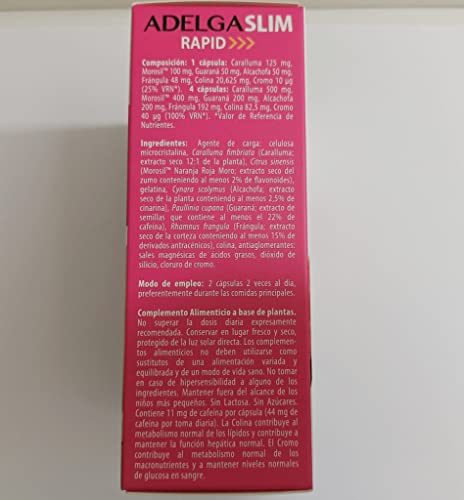 ADELGASLIM
RAPID >>>
Composición: 1 cápsula: Caralluma 125 mg,
Morosil™ 100 mg, Guaraná 50 mg, Alcachofa 50 mg,
Frángula 48 mg, Colina 20,625 mg, Cromo 10 µg
(25% VRN*). 4 cápsulas: Caralluma 500 mg,
Morosil™ 400 mg, Guaraná 200 mg, Alcachofa
200 mg, Frángula 192 mg, Colina 82,5 mg, Cromo
40 µg (100% VRN*). *Valor de Referencia de
Nutrientes.
Ingredientes: Agente de carga: celulosa
microcristalina, Caralluma fimbriata (Caralluma;
extracto seco 12:1 de la planta), Citrus sinensis
(Morosil™ Naranja Roja Moro; extracto seco del
zumo conteniendo al menos 2% de flavonoides),
gelatina, Cynara scolymus (Alcachofa; extracto
seco de la planta conteniendo al menos 2,5% de
cinarina), Paullinia cupana (Guaraná; extracto de
semillas que contiene al menos el 22% de
cafeína), Rhamnus frangula (Frángula; extracto
seco de la corteza conteniendo al menos 15% de
derivados antracénicos), colina, antiaglomerantes:
sales magnésicas de ácidos grasos, dióxido de
silicio, cloruro de cromo.
Modo de empleo: 2 cápsulas 2 veces al día,
preferentemente durante las comidas principales.
Complemento Alimenticio a base de plantas.
No superar la dosis diaria expresamente
recomendada. Conservar en lugar fresco y seco,
protegido de la luz solar directa. Los complementos
alimenticios no deben utilizarse como
sustitutos de una alimentación variada y
equilibrada y de un modo de vida sano. No tomar
en caso de hipersensibilidad a alguno de los
ingredientes. Mantener fuera del alcance de los
niños más pequeños. Sin Lactosa. Sin Azúcares.
Contiene 11 mg de cafeína por cápsula (44 mg de
cafeína por toma diaria). La Colina contribuye al
metabolismo normal de los lípidos y contribuye a
mantener la función hepática normal. El Cromo
contribuye al metabolismo normal de los
macronutrientes y a mantener niveles normales
de glucosa en sangre.